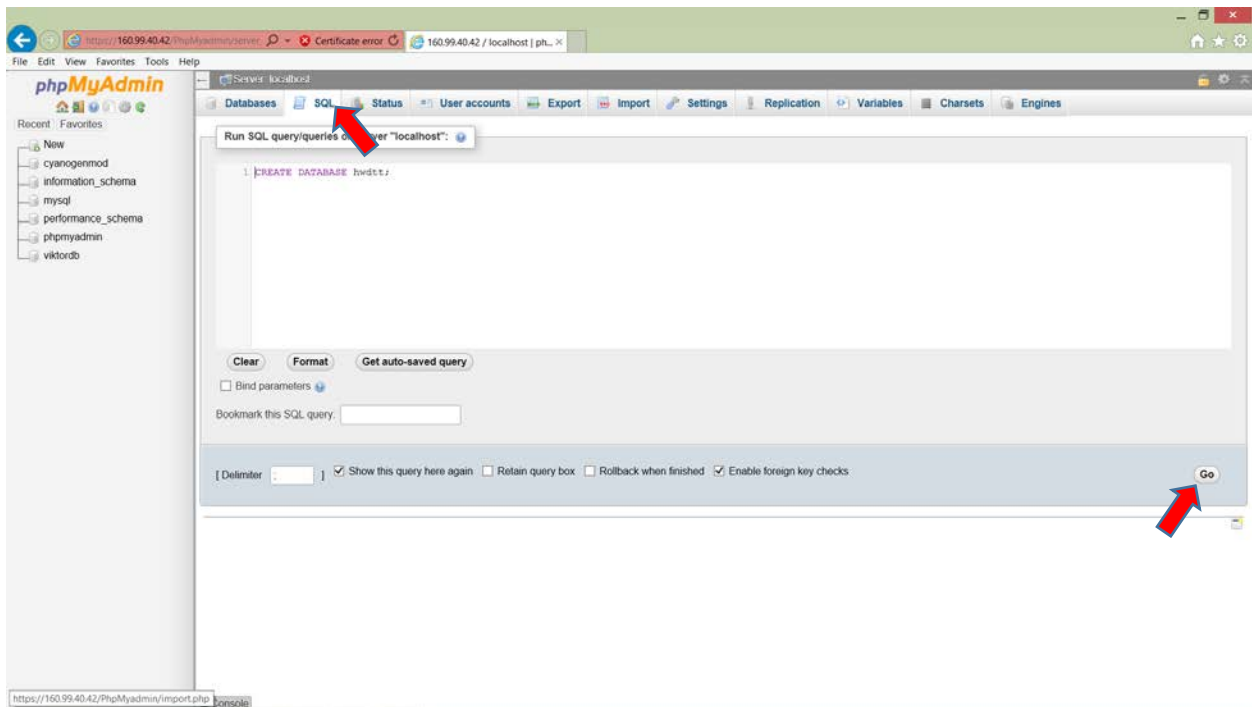 https://160.99.40.42/PhpMyadmin/server_ Certificate error 160.99.40.42 / localhost | ph...
File Edit View Favorites Tools Help
phpMyAdmin
Server: localhost
Databases SQL Status User accounts Export Import Settings Replication Variables Charsets Engines
Recent Favorites
Run SQL query/queries "localhost":
New
cyanogenmod
information_schema
mysql
performance_schema
phpmyadmin
viktordb
1 CREATE DATABASE hwdtt;
Clear Format Get auto-saved query
Bind parameters
Bookmark this SQL query:
[ Delimiter ; ] Show this query here again Retain query box Rollback when finished Enable foreign key checks
Go
https://160.99.40.42/PhpMyadmin/import.php
Console